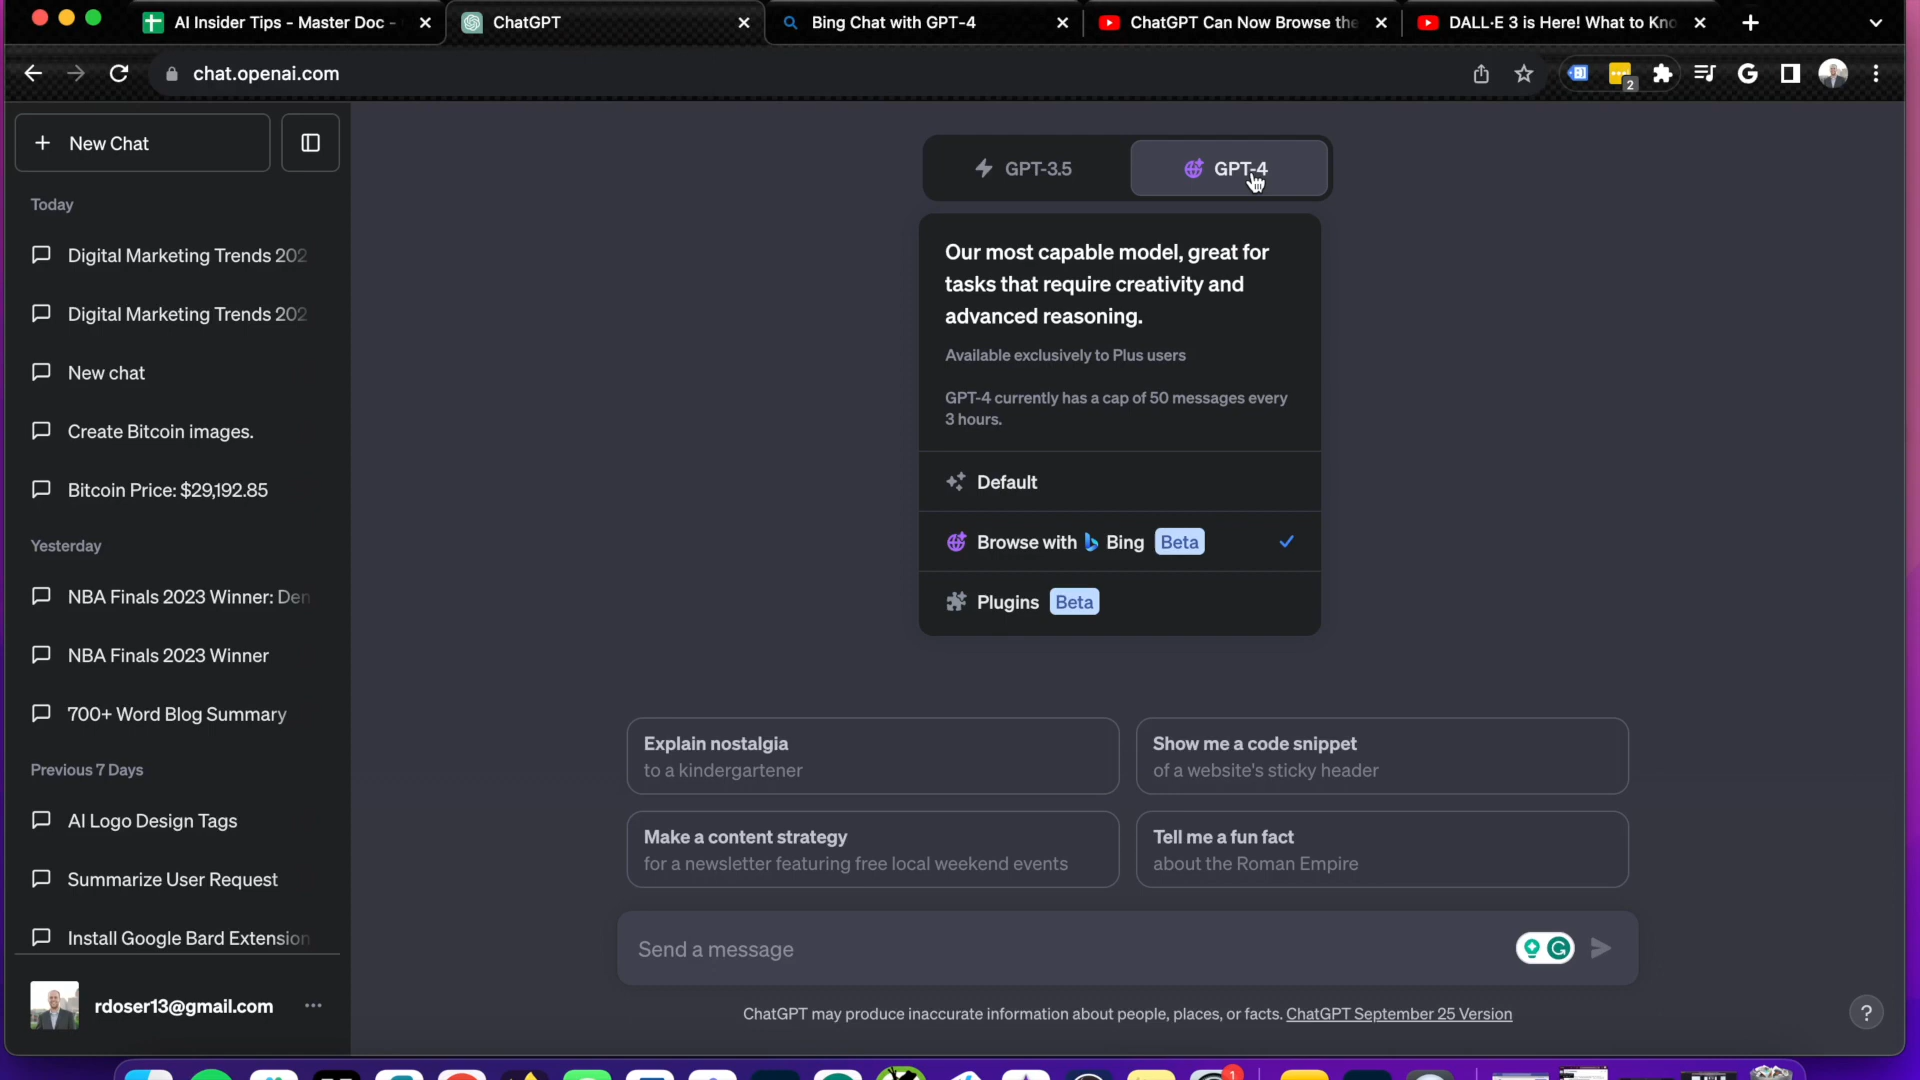 AI Insider Tips - Master Doc -
ChatGPT
Bing Chat with GPT-4
ChatGPT Can Now Browse the
DALL·E 3 is Here! What to Kno
chat.openai.com
2
New Chat
GPT-3.5
GPT-4
Today
Digital Marketing Trends 202
Digital Marketing Trends 202
New chat
Create Bitcoin images.
Bitcoin Price: $29,192.85
Yesterday
NBA Finals 2023 Winner: Den
NBA Finals 2023 Winner
700+ Word Blog Summary
Previous 7 Days
AI Logo Design Tags
Summarize User Request
Install Google Bard Extension
rdoser13@gmail.com
Our most capable model, great for
tasks that require creativity and
advanced reasoning.
Available exclusively to Plus users
GPT-4 currently has a cap of 50 messages every
3 hours.
Default
Browse with Bing Beta
Plugins Beta
Explain nostalgia
to a kindergartener
Show me a code snippet
of a website's sticky header
Make a content strategy
for a newsletter featuring free local weekend events
Tell me a fun fact
about the Roman Empire
Send a message
ChatGPT may produce inaccurate information about people, places, or facts. ChatGPT September 25 Version
?
1